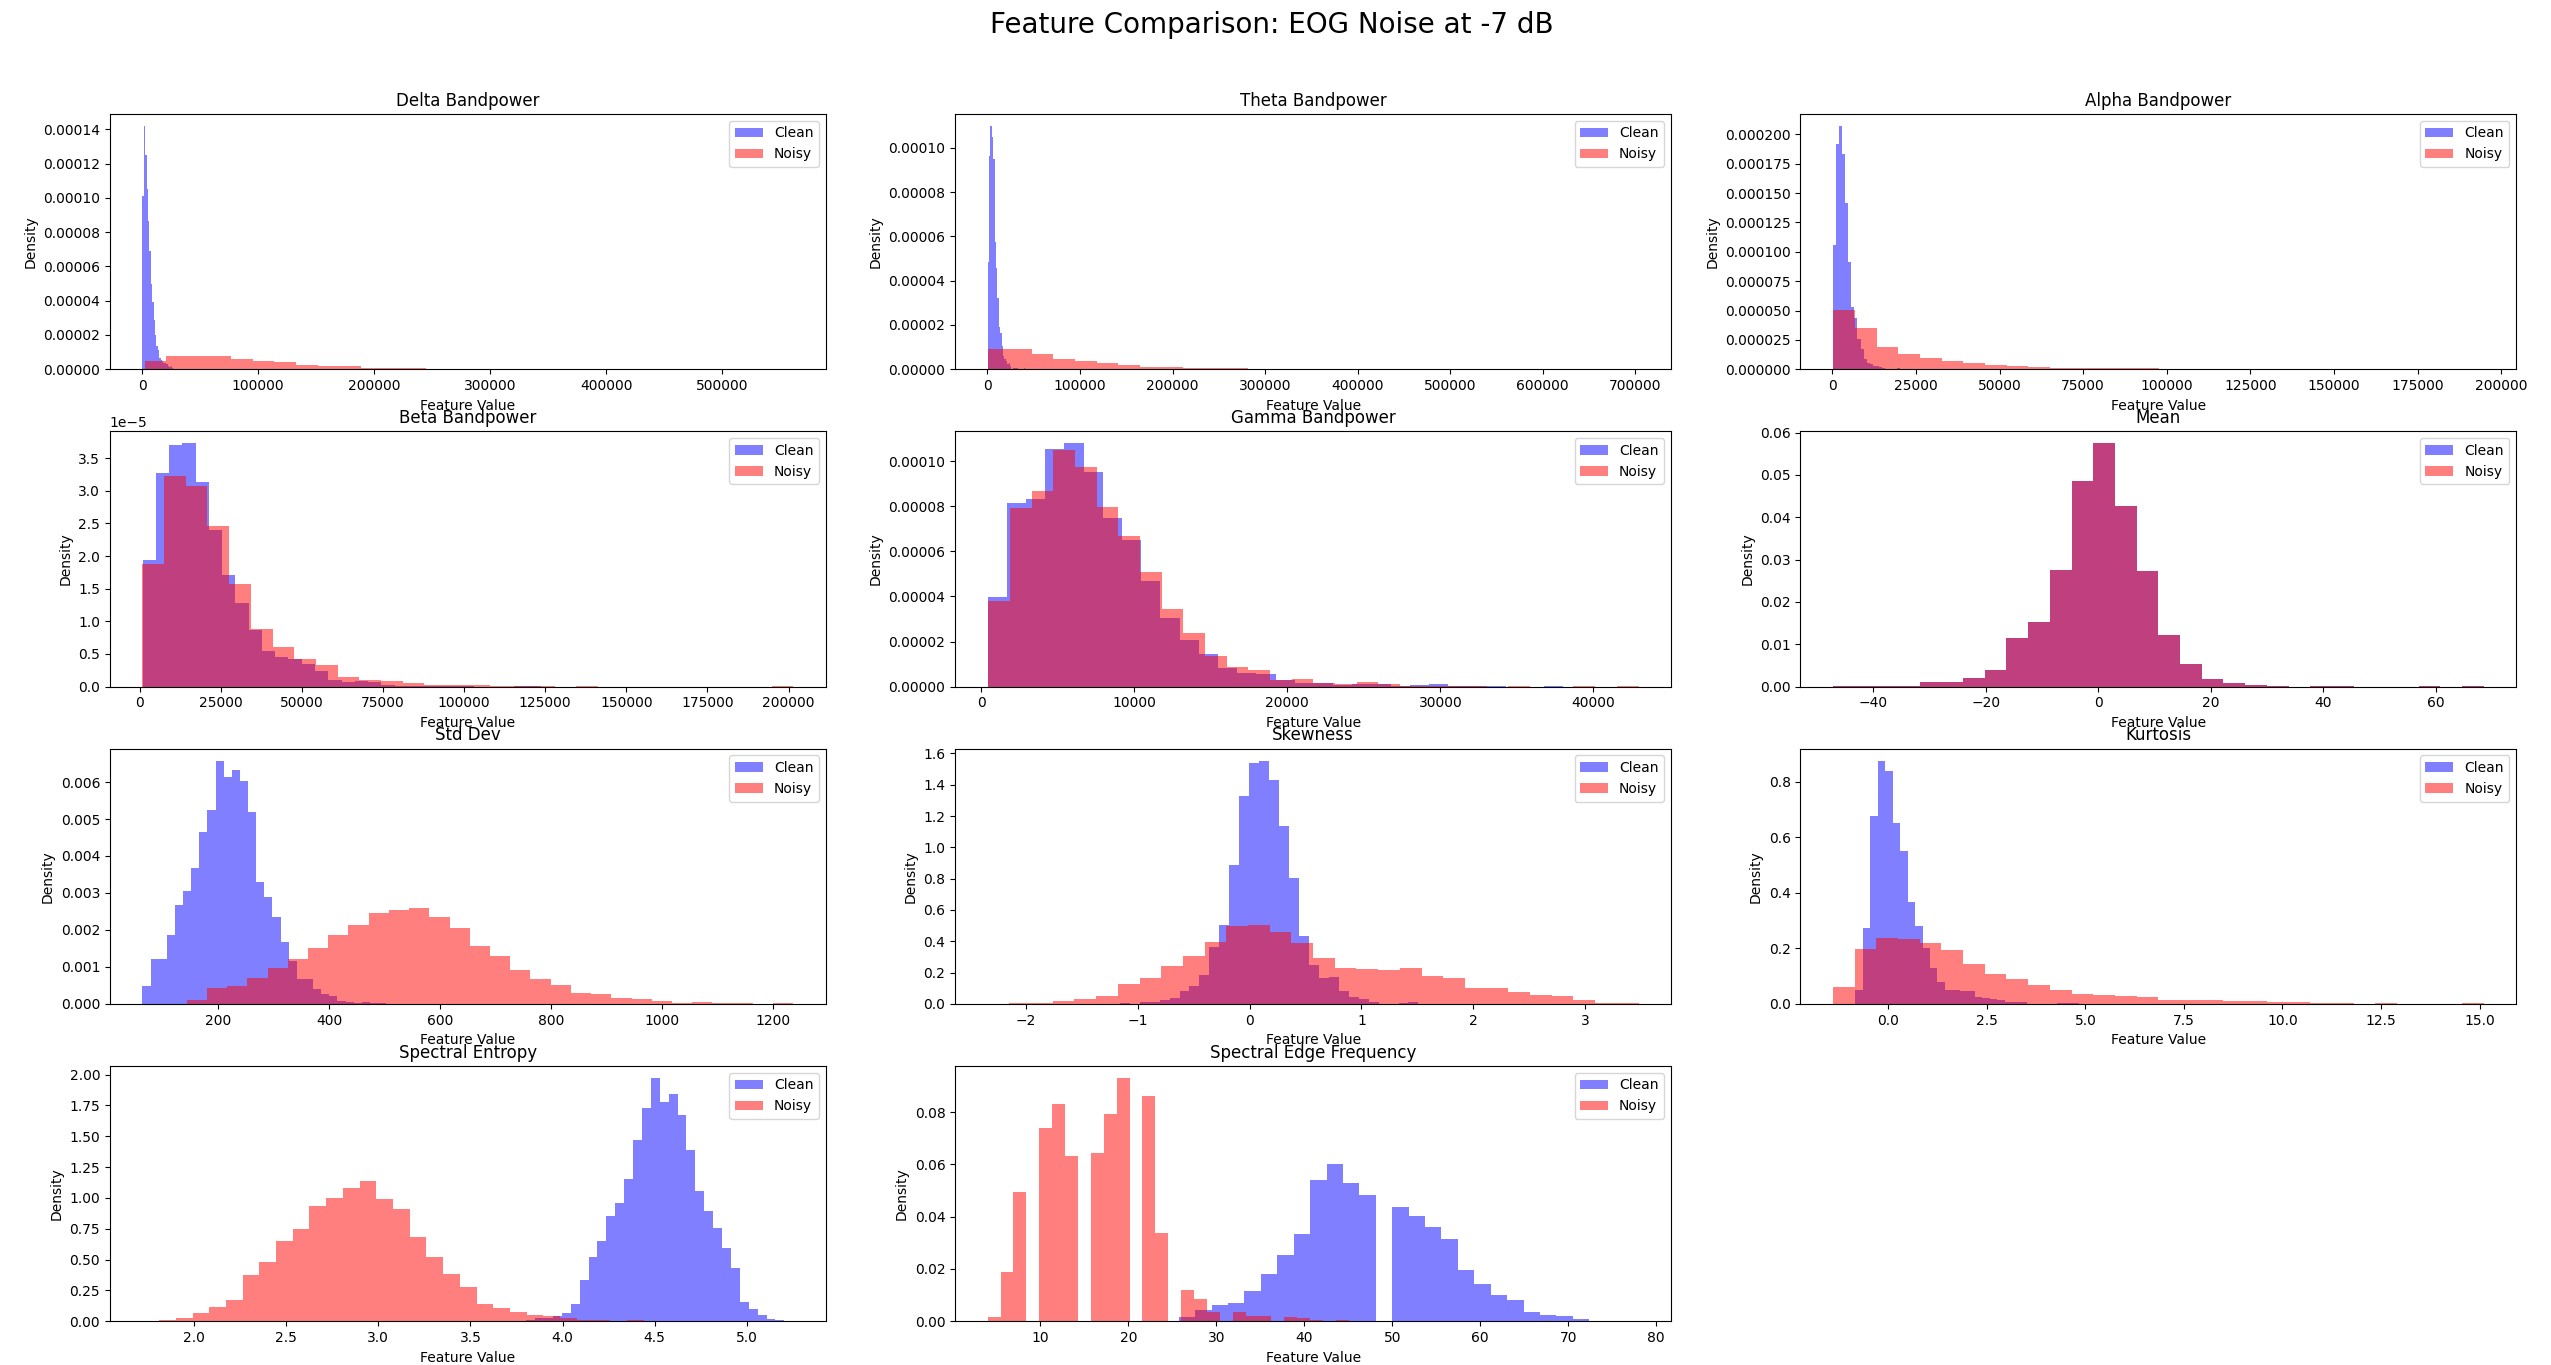 Feature Comparison: EOG Noise at -7 dB
Delta Bandpower
Density
0.00014
0.00012
0.00010
0.00008
0.00006
0.00004
0.00002
0.00000
0 100000 200000 300000 400000 500000
Feature Value
Clean
Noisy
Theta Bandpower
Density
0.00010
0.00008
0.00006
0.00004
0.00002
0.00000
0 100000 200000 300000 400000 500000 600000 700000
Feature Value
Clean
Noisy
Alpha Bandpower
Density
0.000200
0.000175
0.000150
0.000125
0.000100
0.000075
0.000050
0.000025
0.000000
0 25000 50000 75000 100000 125000 150000 175000 200000
Feature Value
Clean
Noisy
Beta Bandpower
1e−5
Density
3.5
3.0
2.5
2.0
1.5
1.0
0.5
0.0
0 25000 50000 75000 100000 125000 150000 175000 200000
Feature Value
Clean
Noisy
Gamma Bandpower
Density
0.00010
0.00008
0.00006
0.00004
0.00002
0.00000
0 10000 20000 30000 40000
Feature Value
Clean
Noisy
Mean
Density
0.06
0.05
0.04
0.03
0.02
0.01
0.00
−40 −20 0 20 40 60
Feature Value
Clean
Noisy
Std Dev
Density
0.006
0.005
0.004
0.003
0.002
0.001
0.000
200 400 600 800 1000 1200
Feature Value
Clean
Noisy
Skewness
Density
1.6
1.4
1.2
1.0
0.8
0.6
0.4
0.2
0.0
−2 −1 0 1 2 3
Feature Value
Clean
Noisy
Kurtosis
Density
0.8
0.6
0.4
0.2
0.0
0.0 2.5 5.0 7.5 10.0 12.5 15.0
Feature Value
Clean
Noisy
Spectral Entropy
Density
2.00
1.75
1.50
1.25
1.00
0.75
0.50
0.25
0.00
2.0 2.5 3.0 3.5 4.0 4.5 5.0
Feature Value
Clean
Noisy
Spectral Edge Frequency
Density
0.08
0.06
0.04
0.02
0.00
10 20 30 40 50 60 70 80
Feature Value
Clean
Noisy